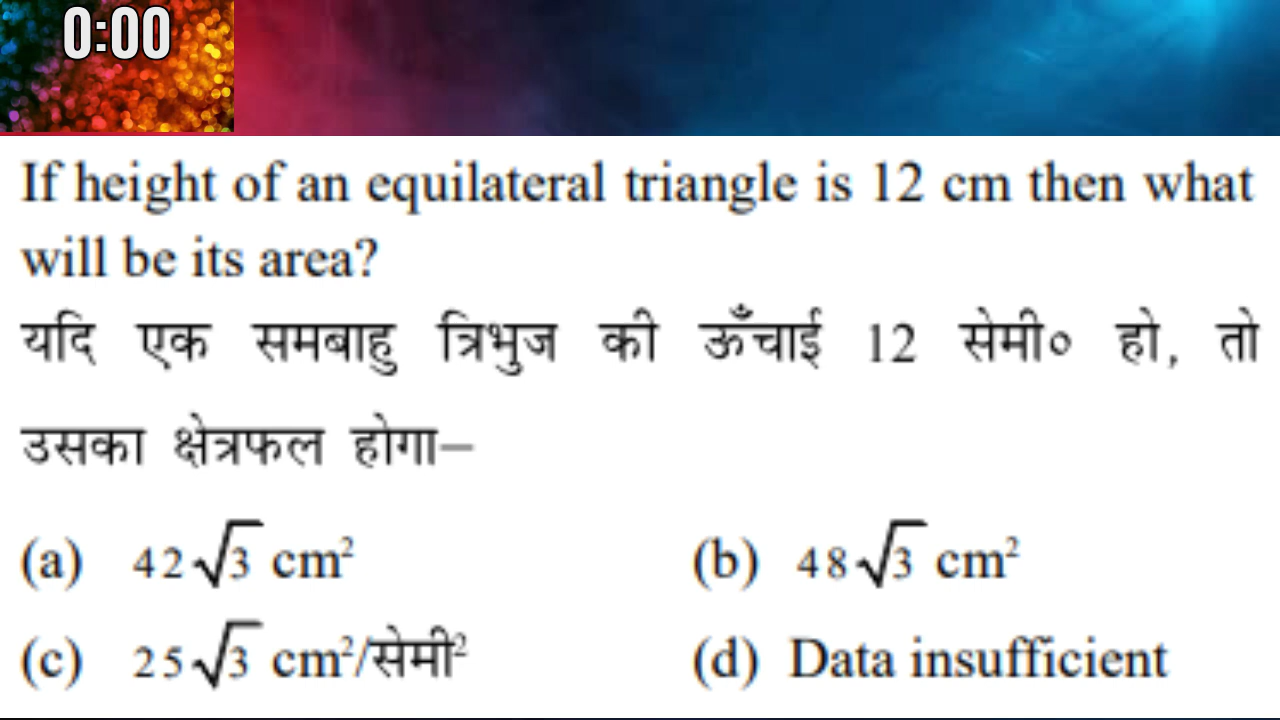 0:00
If height of an equilateral triangle is 12 cm then what
will be its area?
यदि एक समबाहु त्रिभुज की ऊँचाई 12 सेमी० हो, तो
उसका क्षेत्रफल होगा–
(a) 42√3 cm² (b) 48√3 cm²
(c) 25√3 cm²/सेमी² (d) Data insufficient